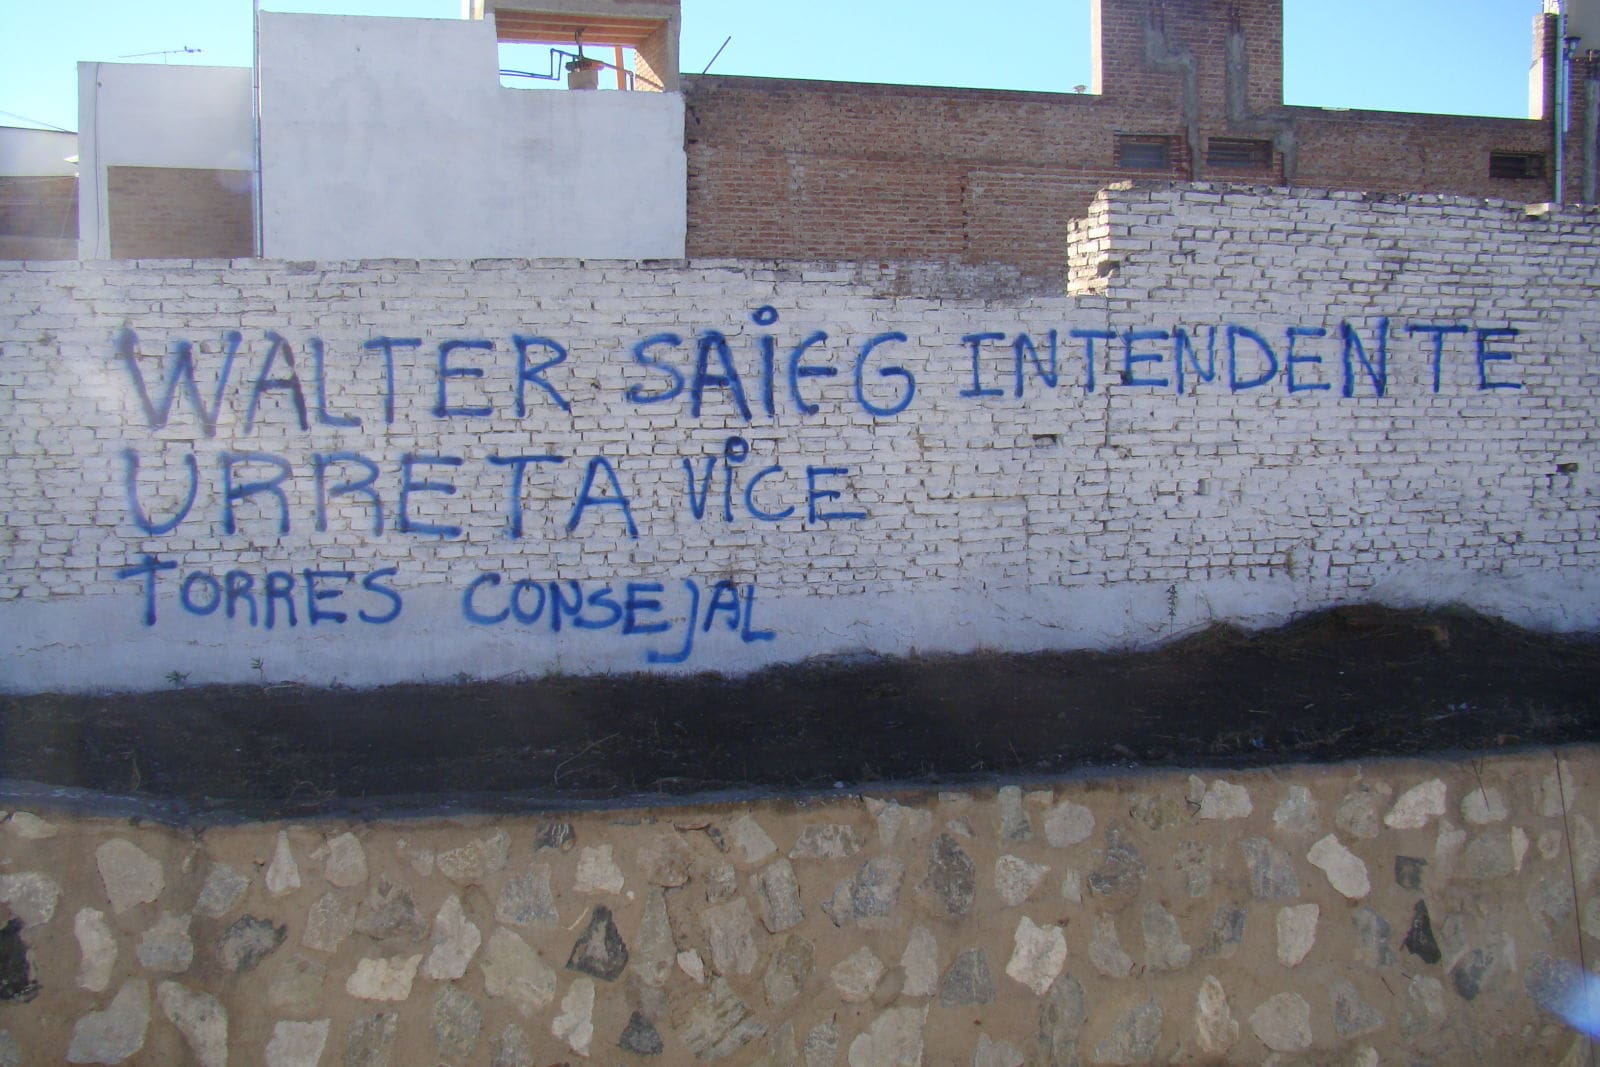 WALTER SAiEG INTENDENTE
URRETA ViCE
TORRES CONSEJAL